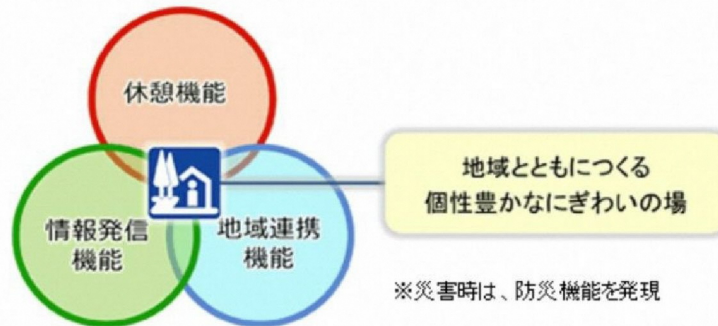 休憩機能
情報発信
機能
地域連携
機能
地域とともにつくる
個性豊かなにぎわいの場
※災害時は、防災機能を発現